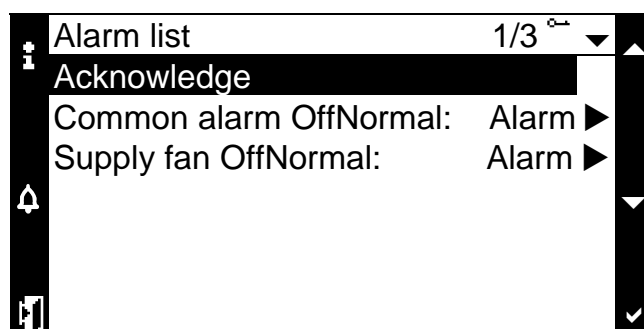 Alarm list 1/3
Acknowledge
Common alarm OffNormal: Alarm
Supply fan OffNormal: Alarm